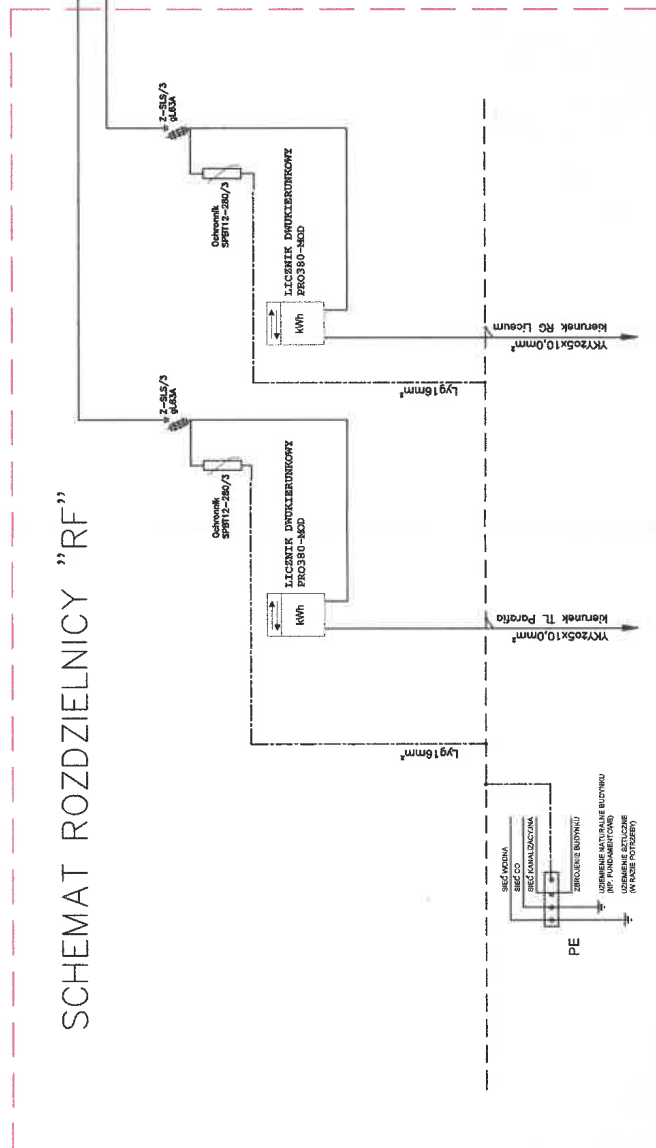 SCHEMAT ROZDZIELNICY "RF"
Z-SLS/3
gL63A
Ochronnik
SPBT12-280/3
LICZNIK DWUKIERUNKOWY
PRO380-MOD
kWh
Lyg16mm²
YKYżo5x10,0mm²
kierunek TL Parafia
Z-SLS/3
gL63A
Ochronnik
SPBT12-280/3
LICZNIK DWUKIERUNKOWY
PRO380-MOD
kWh
Lyg16mm²
YKYżo5x10,0mm²
kierunek RG Liceum
SIEĆ WODNA
SIEĆ CO
SIEĆ KANALIZACYJNA
ZBROJENIE BUDYNKU
UZIEMIENIE NATURALNE BUDYNKU
(NP. FUNDAMENTOWE)
UZIEMIENIE SZTUCZNE
(W RAZIE POTRZEBY)
PE